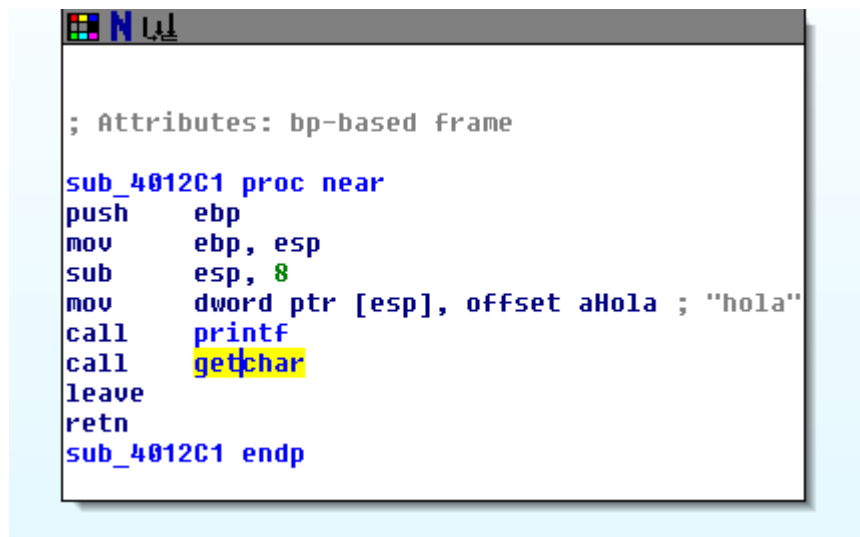 ; Attributes: bp-based frame
sub_4012C1 proc near
push ebp
mov ebp, esp
sub esp, 8
mov dword ptr [esp], offset aHola ; "hola"
call printf
call getchar
leave
retn
sub_4012C1 endp